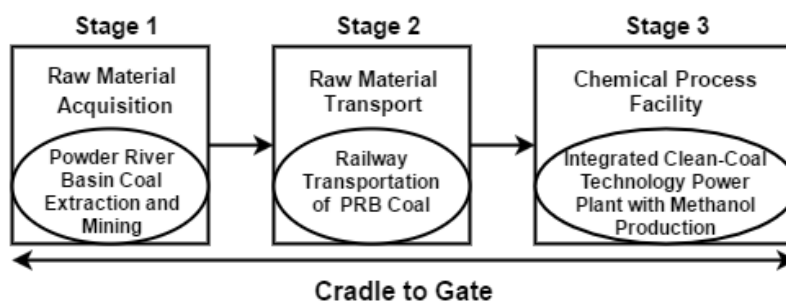 Stage 1
Stage 2
Stage 3
Raw Material
Acquisition
Powder River
Basin Coal
Extraction and
Mining
Raw Material
Transport
Railway
Transportation
of PRB Coal
Chemical Process
Facility
Integrated Clean-Coal
Technology Power
Plant with Methanol
Production
Cradle to Gate